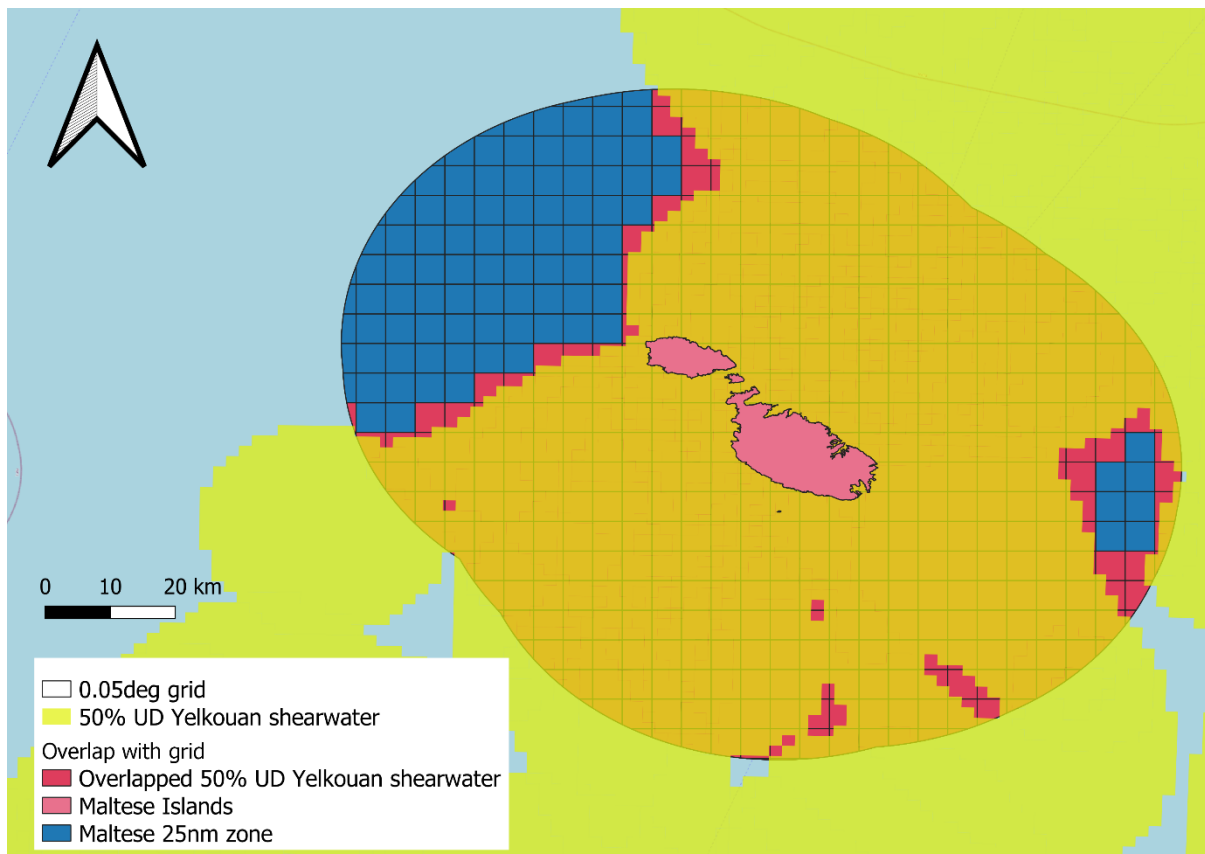 0 10 20 km
0.05deg grid
50% UD Yelkouan shearwater
Overlap with grid
Overlapped 50% UD Yelkouan shearwater
Maltese Islands
Maltese 25nm zone